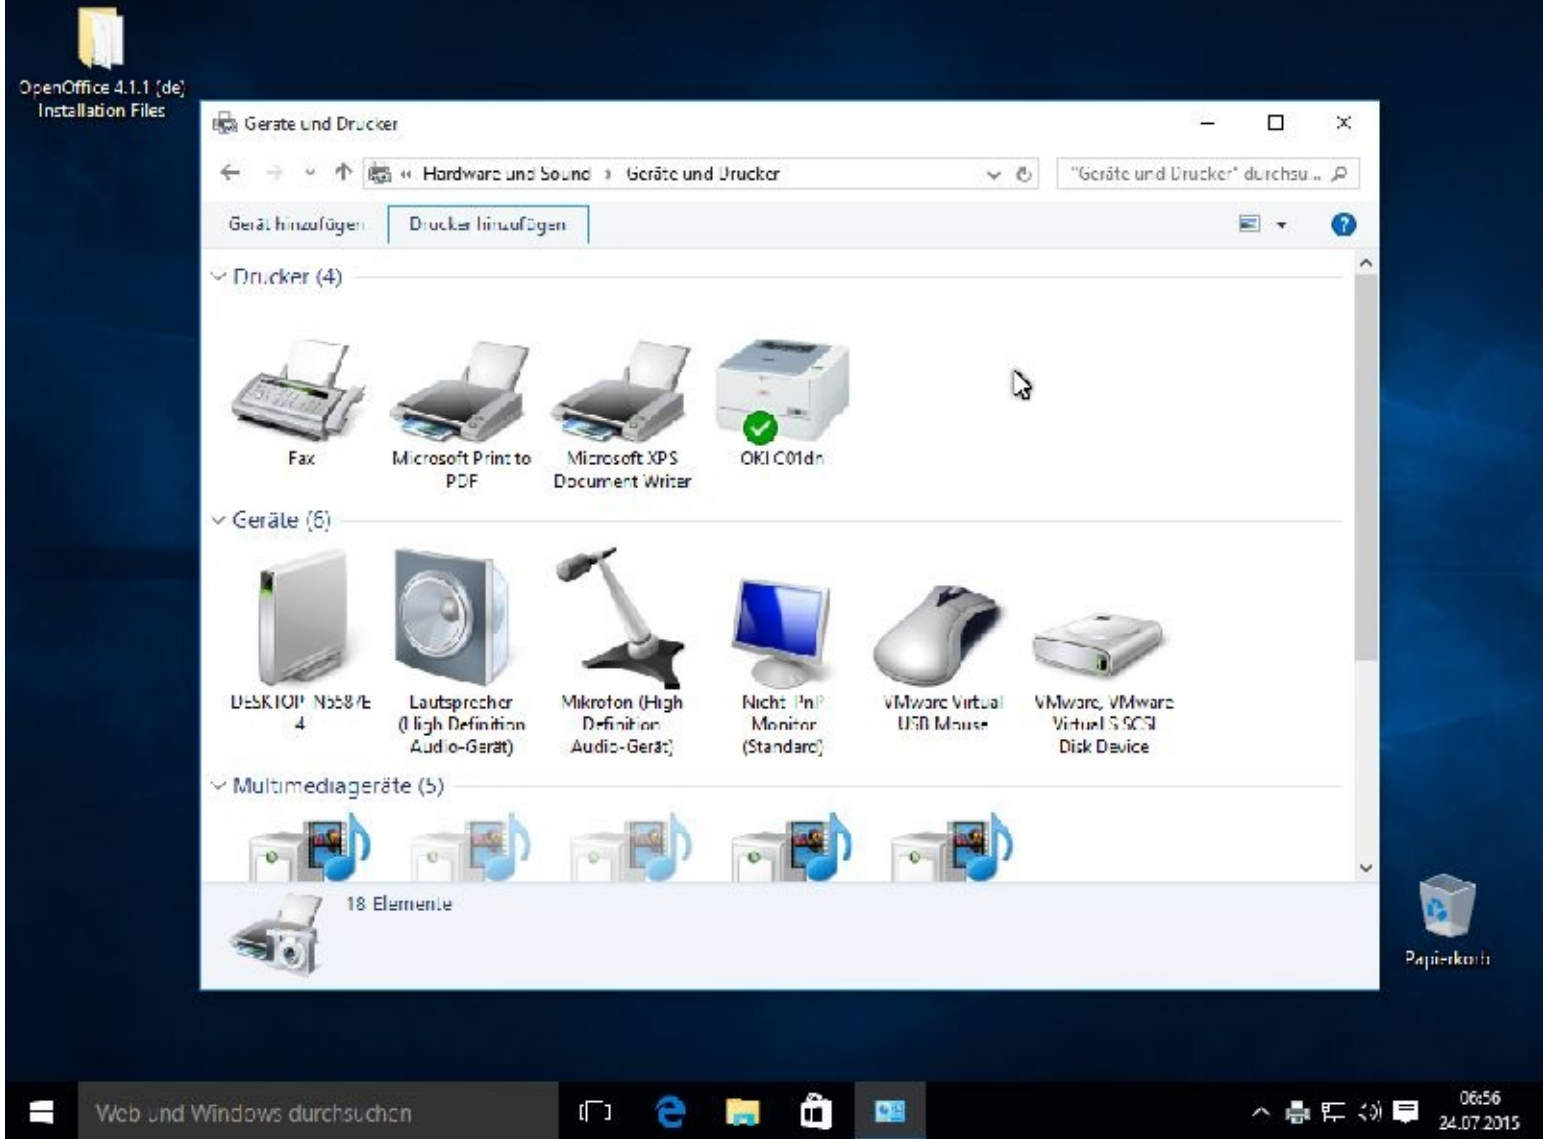 OpenOffice 4.1.1 (de)
Installation Files
Geräte und Drucker
« Hardware und Sound › Geräte und Drucker
"Geräte und Drucker" durchsu...
Gerät hinzufügen
Drucker hinzufügen
Drucker (4)
Fax
Microsoft Print to
PDF
Microsoft XPS
Document Writer
OKI C01dn
Geräte (6)
DESKTOP-N5587E
4
Lautsprecher
(High Definition
Audio-Gerät)
Mikrofon (High
Definition
Audio-Gerät)
Nicht-PnP
Monitor
(Standard)
VMware Virtual
USB Mouse
VMware, VMware
Virtual S SCSI
Disk Device
Multimediageräte (5)
18 Elemente
Papierkorb
Web und Windows durchsuchen
06:56
24.07.2015